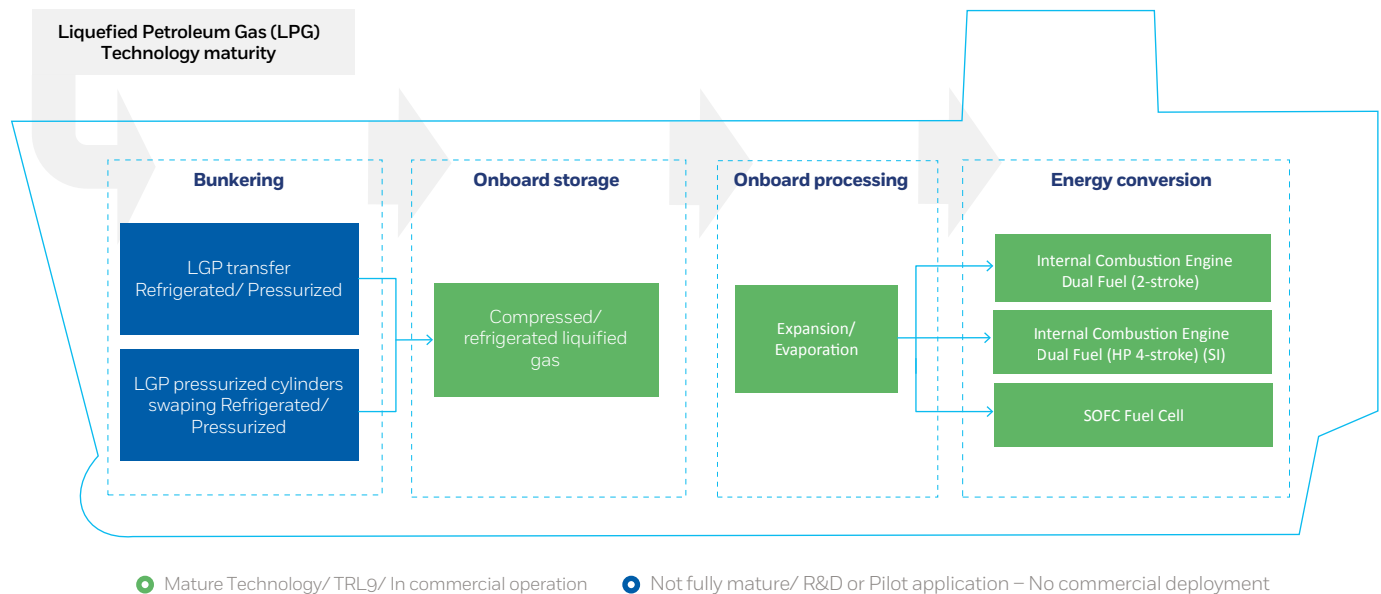 Liquefied Petroleum Gas (LPG)
Technology maturity
Bunkering
LGP transfer
Refrigerated/ Pressurized
LGP pressurized cylinders
swaping Refrigerated/
Pressurized
Onboard storage
Compressed/
refrigerated liquified
gas
Onboard processing
Expansion/
Evaporation
Energy conversion
Internal Combustion Engine
Dual Fuel (2-stroke)
Internal Combustion Engine
Dual Fuel (HP 4-stroke) (SI)
SOFC Fuel Cell
Mature Technology/ TRL9/ In commercial operation
Not fully mature/ R&D or Pilot application – No commercial deployment